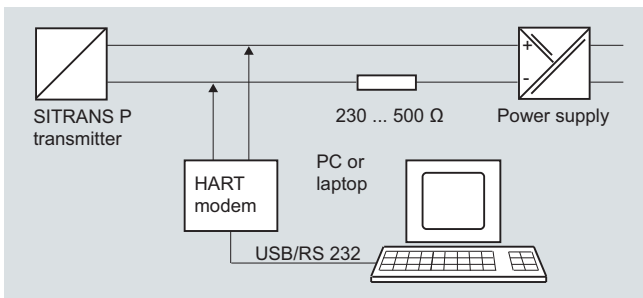 +
-
SITRANS P
transmitter
230 ... 500 Ω
Power supply
PC or
laptop
HART
modem
USB/RS 232